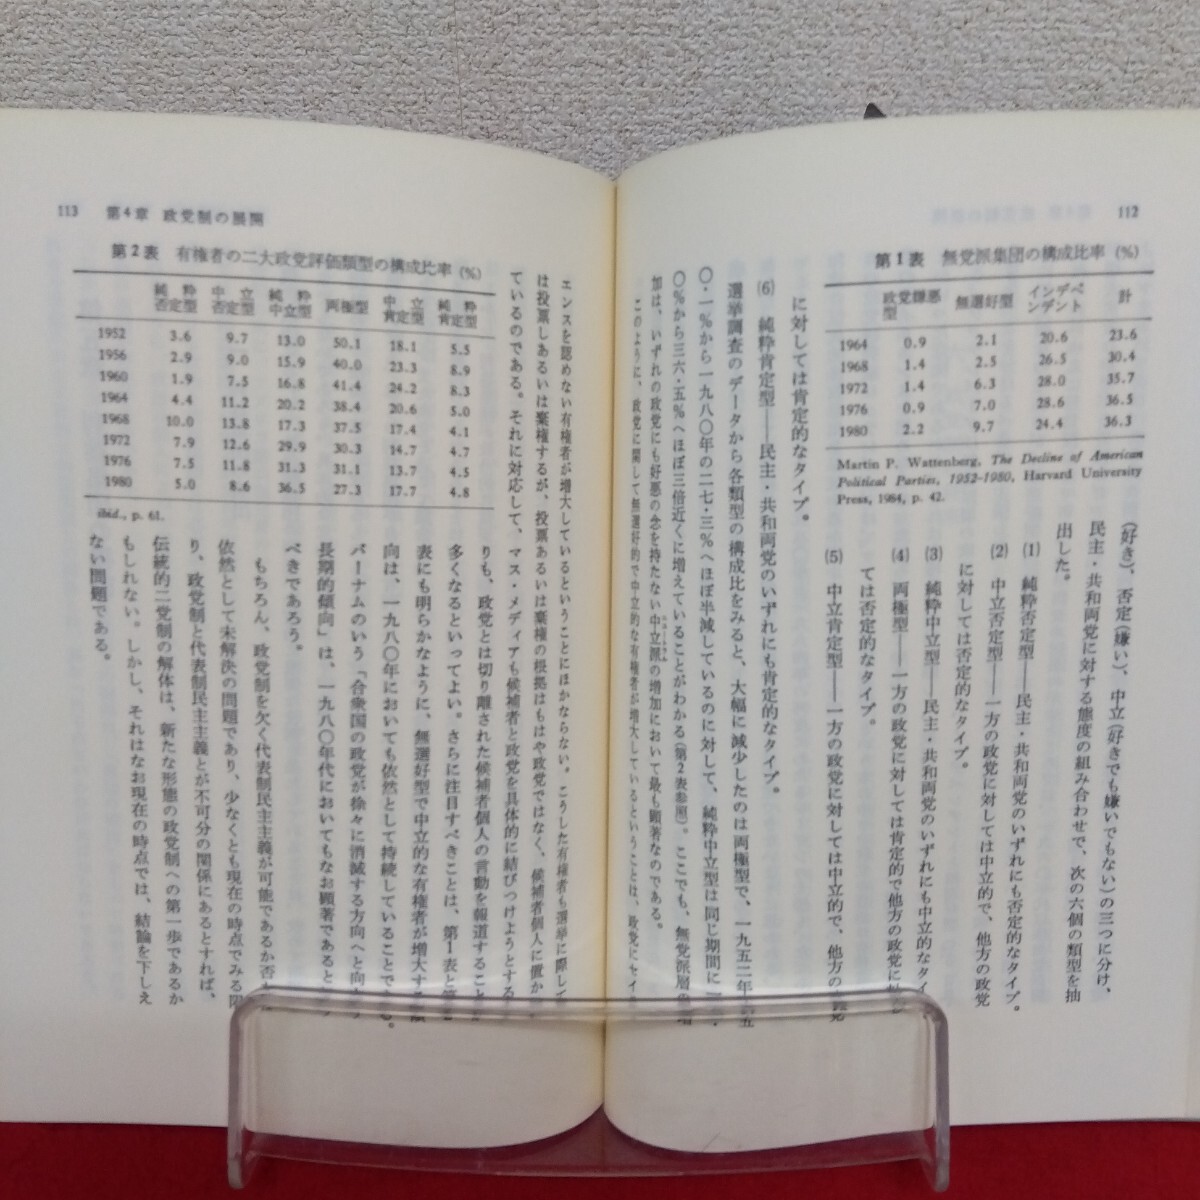 112
第1表 無党派集団の構成比率(%)
政党嫌悪型 無選好型 インデペンデント 計
1964 0.9 2.1 20.6 23.6
1968 1.4 2.5 26.5 30.4
1972 1.4 6.3 28.0 35.7
1976 0.9 7.0 28.6 36.5
1980 2.2 9.7 24.4 36.3
Martin P. Wattenberg, The Decline of American
Political Parties, 1952-1980, Harvard University
Press, 1984, p. 42.
(好き)、否定(嫌い)、中立(好きでも嫌いでもない)の三つに分け、
民主・共和両党に対する態度の組み合わせで、次の六個の類型を抽
出した。
(1) 純粋否定型――民主・共和両党のいずれにも否定的なタイプ。
(2) 中立否定型――一方の政党に対しては中立的で、他方の政党
に対しては否定的なタイプ。
(3) 純粋中立型――民主・共和両党のいずれにも中立的なタイ
(4) 両極型――一方の政党に対しては肯定的で他方の政党に
ては否定的なタイプ。
(5) 中立肯定型――一方の政党に対しては中立的で、他方の
に対しては肯定的なタイプ。
(6) 純粋肯定型――民主・共和両党のいずれにも肯定的なタイプ。
選挙調査のデータから各類型の構成比をみると、大幅に減少したのは両極型で、一九五二年の五
〇・一%から一九八〇年の二七・三%へほぼ半減しているのに対して、純粋中立型は同じ期間に一三・
〇%から三六・五%へほぼ三倍近くに増えていることがわかる(第2表参照)。ここでも、無党派層の増
加は、いずれの政党にも好悪の念を持たない中立派の増加において最も顕著なのである。
このように、政党に関して無選好的で中立的な有権者が増大しているということは、政党にセイリ
113 第4章 政党制の展開
第2表 有権者の二大政党評価類型の構成比率(%)
純粋否定型 中立否定型 純粋中立型 両極型 中立肯定型 純粋肯定型
1952 3.6 9.7 13.0 50.1 18.1 5.5
1956 2.9 9.0 15.9 40.0 23.3 8.9
1960 1.9 7.5 16.8 41.4 24.2 8.3
1964 4.4 11.2 20.2 38.4 20.6 5.0
1968 10.0 13.8 17.3 37.5 17.4 4.1
1972 7.9 12.6 29.9 30.3 14.7 4.7
1976 7.5 11.8 31.3 31.1 13.7 4.5
1980 5.0 8.6 36.5 27.3 17.7 4.8
ibid., p. 61.
エンスを認めない有権者が増大しているということにほかならない。こうした有権者も選挙に際して
は投票しあるいは棄権するが、投票あるいは棄権の根拠はもはや政党ではなく、候補者個人に置か
ているのである。それに対応して、マス・メディアも候補者と政党を具体的に結びつけようとする
りも、政党とは切り離された候補者個人の言動を報道すること
多くなるといってよい。さらに注目すべきことは、第1表と第2
表にも明らかなように、無選好型で中立的な有権者が増大する
向は、一九八〇年においても依然として持続していることである。
バーナムのいう「合衆国の政党が徐々に消滅する方向へと向
長期的傾向」は、一九八〇年代においてもなお顕著であると
べきであろう。
もちろん、政党制を欠く代表制民主主義が可能であるか否
依然として未解決の問題であり、少なくとも現在の時点でみる限
り、政党制と代表制民主主義とが不可分の関係にあるとすれば、
伝統的二党制の解体は、新たな形態の政党制への第一歩であるか
もしれない。しかし、それはなお現在の時点では、結論を下しえ
ない問題である。